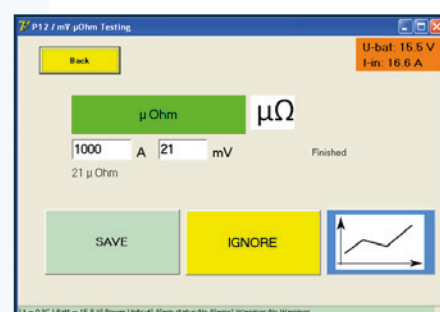 P12 / mV-µOhm Testing
Back
U-bat: 15.5 V
I-in: 16.6 A
µ Ohm
µΩ
1000 A 21 mV
Finished
21 µ Ohm
SAVE
IGNORE